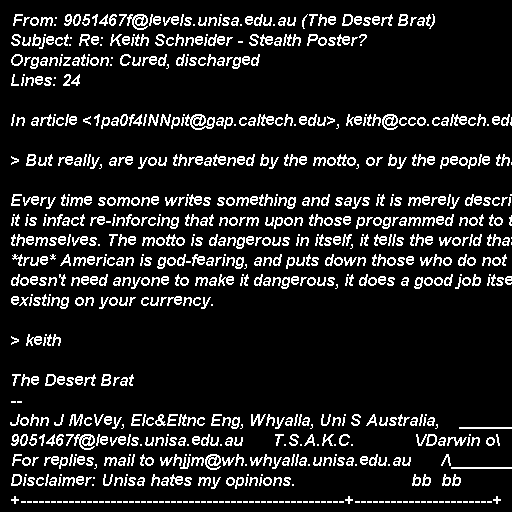 From: 9051467f@levels.unisa.edu.au (The Desert Brat)
Subject: Re: Keith Schneider - Stealth Poster?
Organization: Cured, discharged
Lines: 24
In article <1pa0f4INNpit@gap.caltech.edu>, keith@cco.caltech.edu
> But really, are you threatened by the motto, or by the people
Every time somone writes something and says it is merely
it is infact re-inforcing that norm upon those programmed not to
themselves. The motto is dangerous in itself, it tells the world
*true* American is god-fearing, and puts down those who do not
doesn't need anyone to make it dangerous, it does a good job
existing on your currency.
> keith
The Desert Brat
--
John J McVey, Elc&Eltnc Eng, Whyalla, Uni S Australia,    ______
9051467f@levels.unisa.edu.au      T.S.A.K.C.            \/Darwin o\
For replies, mail to whjjm@wh.whyalla.unisa.edu.au      /\______
Disclaimer: Unisa hates my opinions.                       bb  bb
+------------------------------------------------------+-----------------------+